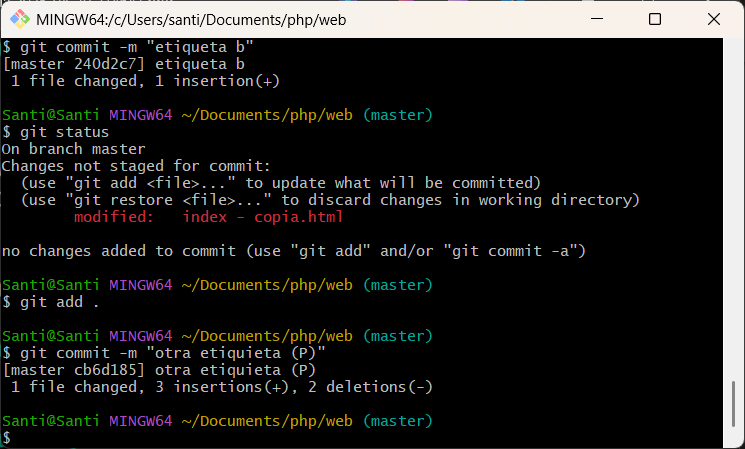 MINGW64:/c/Users/santi/Documents/php/web
$ git commit -m "etiqueta b"
[master 240d2c7] etiqueta b
 1 file changed, 1 insertion(+)
Santi@Santi MINGW64 ~/Documents/php/web (master)
$ git status
On branch master
Changes not staged for commit:
  (use "git add <file>..." to update what will be committed)
  (use "git restore <file>..." to discard changes in working directory)
        modified:   index - copia.html
no changes added to commit (use "git add" and/or "git commit -a")
Santi@Santi MINGW64 ~/Documents/php/web (master)
$ git add .
Santi@Santi MINGW64 ~/Documents/php/web (master)
$ git commit -m "otra etiquieta (P)"
[master cb6d185] otra etiquieta (P)
 1 file changed, 3 insertions(+), 2 deletions(-)
Santi@Santi MINGW64 ~/Documents/php/web (master)
$